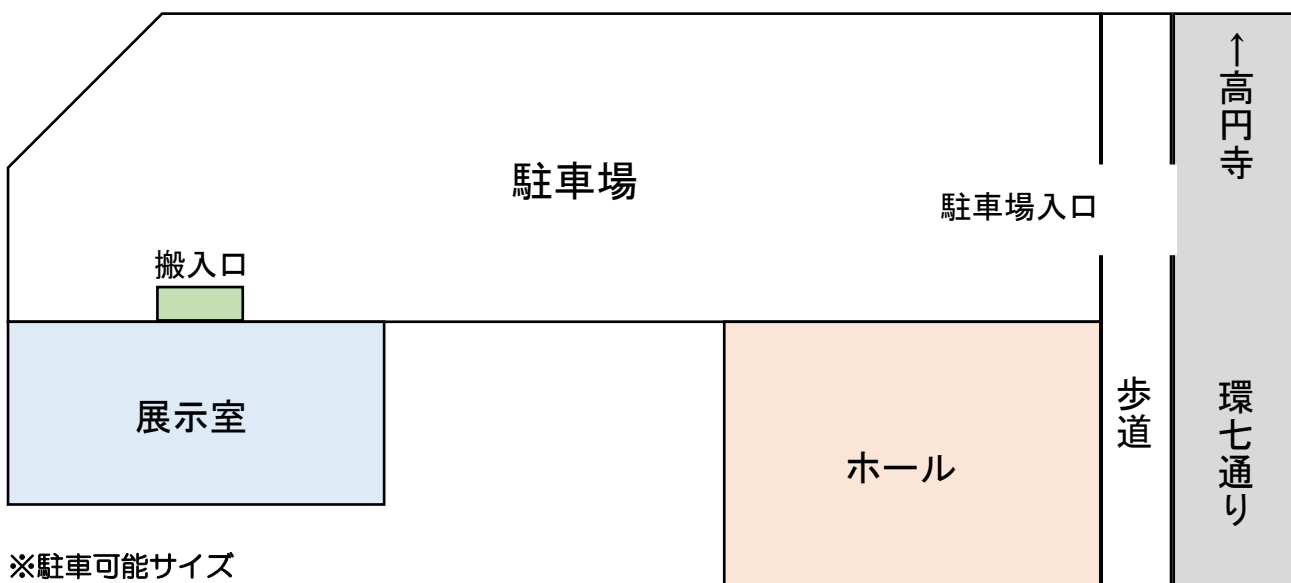 ↑高円寺
駐車場
駐車場入口
搬入口
展示室
ホール
歩道
環七通り
※駐車可能サイズ